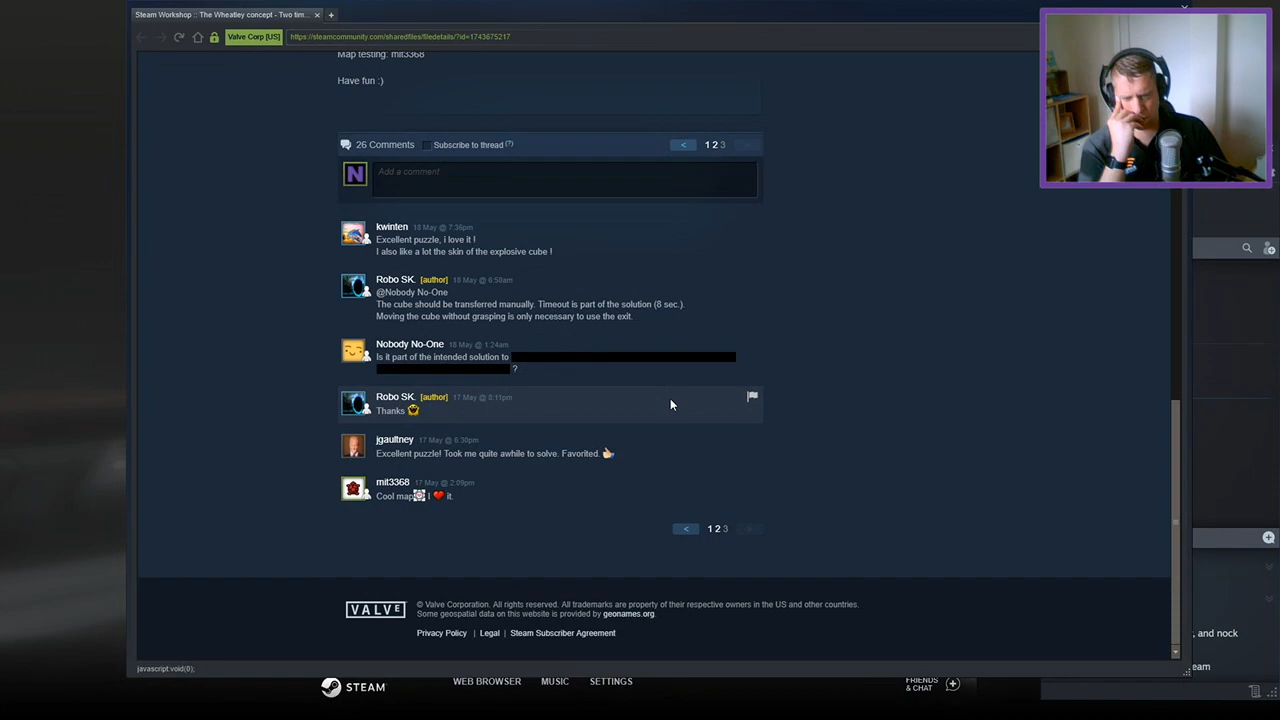 Steam Workshop :: The Wheatley concept - Two tim... × +
Valve Corp [US] https://steamcommunity.com/sharedfiles/filedetails/?id=1743675217
Map testing: mit3368
Have fun :)
26 Comments Subscribe to thread (?) < 1 2 3 >
N Add a comment
kwinten 18 May @ 7:36pm
Excellent puzzle, i love it !
I also like a lot the skin of the explosive cube !
Robo SK. [author] 18 May @ 6:50am
@Nobody No-One
The cube should be transferred manually. Timeout is part of the solution (8 sec.).
Moving the cube without grasping is only necessary to use the exit.
Nobody No-One 18 May @ 1:24am
Is it part of the intended solution to
?
Robo SK. [author] 17 May @ 8:11pm
Thanks
jgaultney 17 May @ 6:30pm
Excellent puzzle! Took me quite awhile to solve. Favorited.
mit3368 17 May @ 2:09pm
Cool map I ❤ it.
< 1 2 3 >
VALVE © Valve Corporation. All rights reserved. All trademarks are property of their respective owners in the US and other countries.
Some geospatial data on this website is provided by geonames.org.
Privacy Policy | Legal | Steam Subscriber Agreement
, and nock
eam
javascript:void(0);
STEAM WEB BROWSER MUSIC SETTINGS FRIENDS
& CHAT